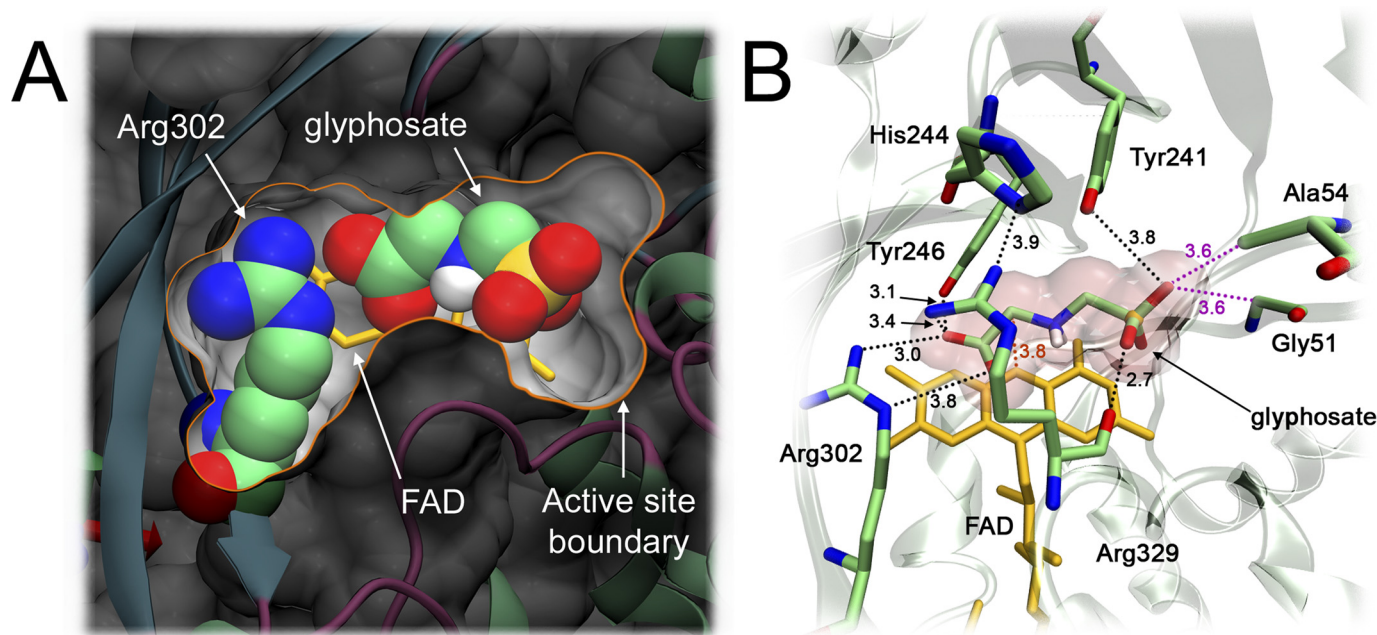 A
Arg302
glyphosate
FAD
Active site
boundary
B
His244
Tyr241
Ala54
Tyr246
3.9
3.8
3.6
3.6
3.1
3.4
3.0
3.8
3.8
2.7
Gly51
glyphosate
Arg302
FAD
Arg329